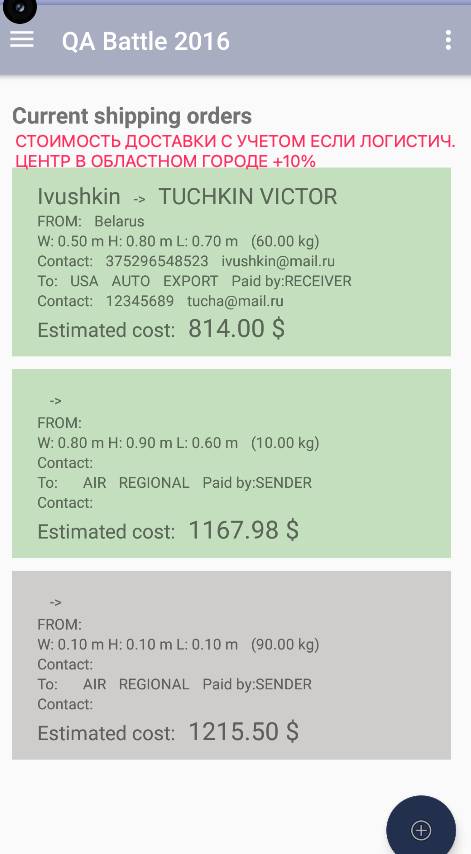 QA Battle 2016
Current shipping orders
СТОИМОСТЬ ДОСТАВКИ С УЧЕТОМ ЕСЛИ ЛОГИСТИЧ.
ЦЕНТР В ОБЛАСТНОМ ГОРОДЕ +10%
Ivushkin -> TUCHKIN VICTOR
FROM: Belarus
W: 0.50 m H: 0.80 m L: 0.70 m (60.00 kg)
Contact: 375296548523 ivushkin@mail.ru
To: USA AUTO EXPORT Paid by:RECEIVER
Contact: 12345689 tucha@mail.ru
Estimated cost: 814.00 $
->
FROM:
W: 0.80 m H: 0.90 m L: 0.60 m (10.00 kg)
Contact:
To: AIR REGIONAL Paid by:SENDER
Contact:
Estimated cost: 1167.98 $
->
FROM:
W: 0.10 m H: 0.10 m L: 0.10 m (90.00 kg)
Contact:
To: AIR REGIONAL Paid by:SENDER
Contact:
Estimated cost: 1215.50 $